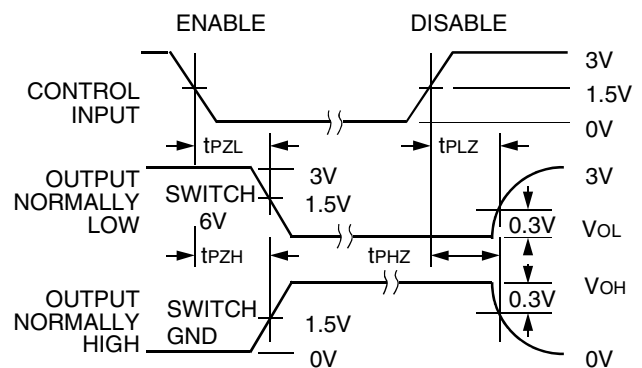 ENABLE
DISABLE
CONTROL
INPUT
3V
1.5V
0V
tPZL
tPLZ
OUTPUT
NORMALLY
LOW
SWITCH
6V
3V
1.5V
3V
0.3V
VOL
tPZH
tPHZ
OUTPUT
NORMALLY
HIGH
SWITCH
GND
1.5V
0V
0.3V
VOH
0V